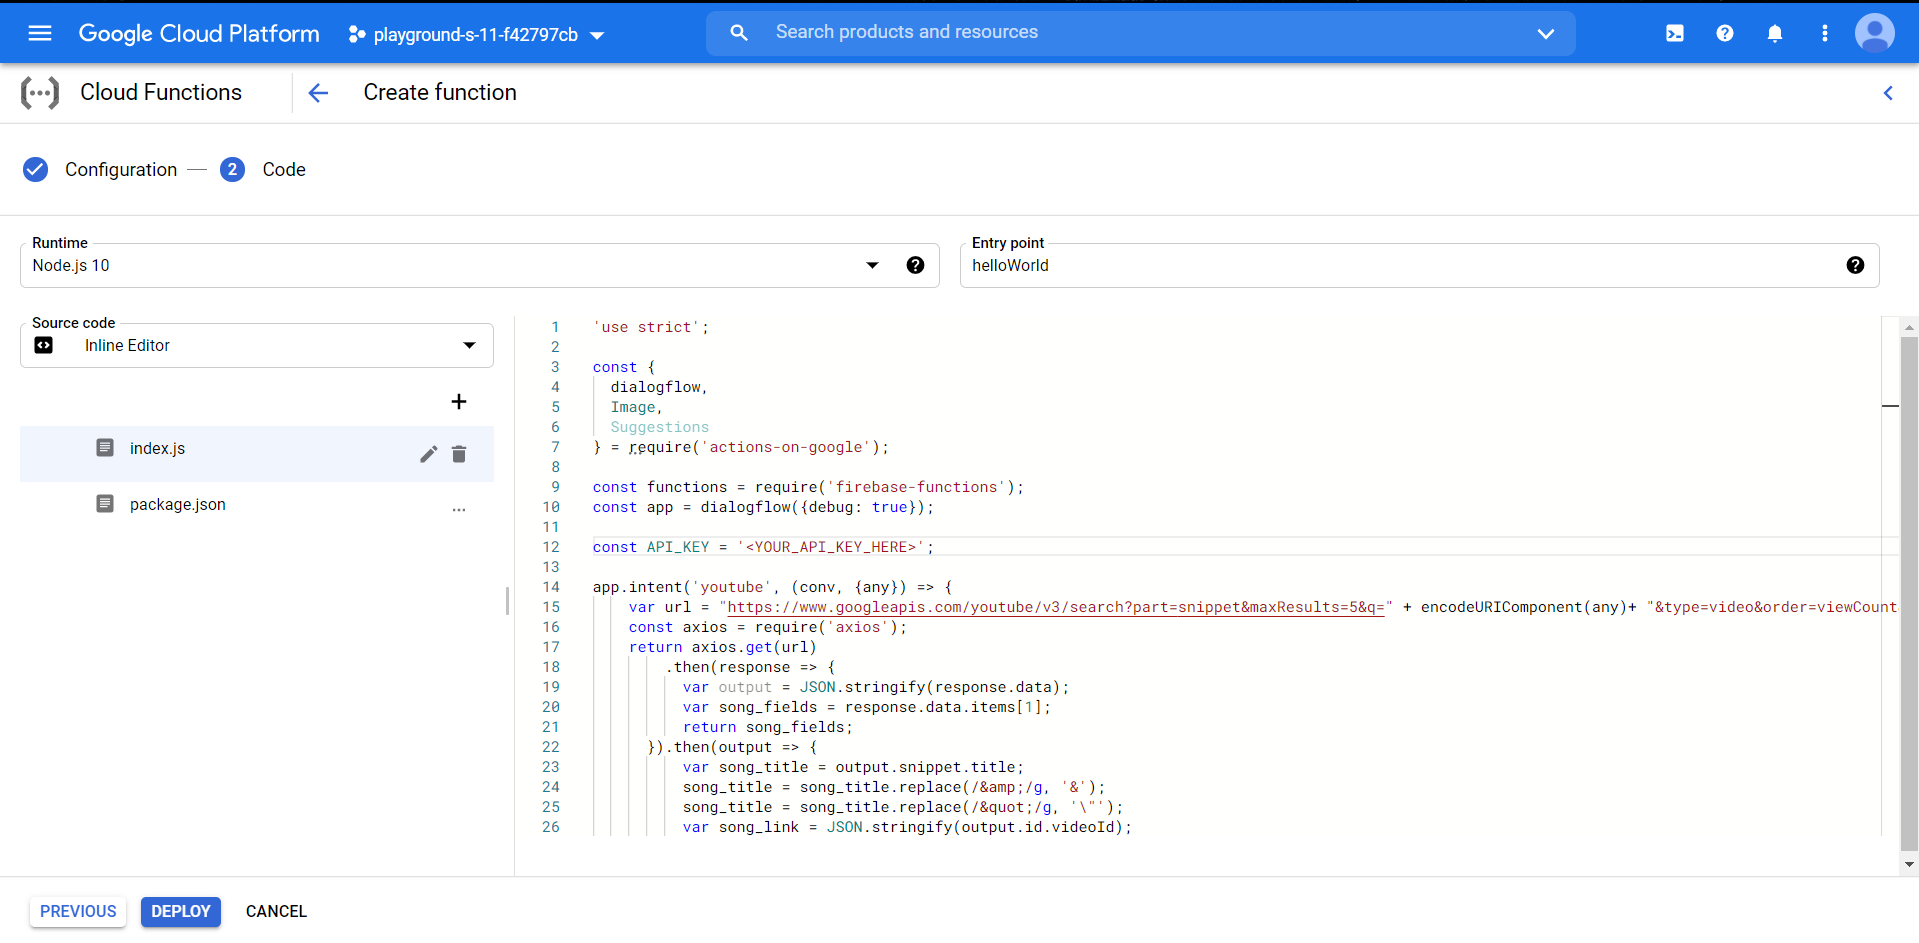 Google Cloud Platform playground-s-11-f42797cb Search products and resources
Cloud Functions Create function
Configuration 2 Code
Runtime
Node.js 10
Entry point
helloWorld
Source code
Inline Editor
index.js
package.json
1 'use strict';
2
3 const {
4 dialogflow,
5 Image,
6 Suggestions
7 } = require('actions-on-google');
8
9 const functions = require('firebase-functions');
10 const app = dialogflow({debug: true});
11
12 const API_KEY = '<YOUR_API_KEY_HERE>';
13
14 app.intent('youtube', (conv, {any}) => {
15 var url = "https://www.googleapis.com/youtube/v3/search?part=snippet&maxResults=5&q=" + encodeURIComponent(any)+ "&type=video&order=viewCount
16 const axios = require('axios');
17 return axios.get(url)
18 .then(response => {
19 var output = JSON.stringify(response.data);
20 var song_fields = response.data.items[1];
21 return song_fields;
22 }).then(output => {
23 var song_title = output.snippet.title;
24 song_title = song_title.replace(/&amp;/g, '&');
25 song_title = song_title.replace(/&quot;/g, '\"');
26 var song_link = JSON.stringify(output.id.videoId);
PREVIOUS DEPLOY CANCEL